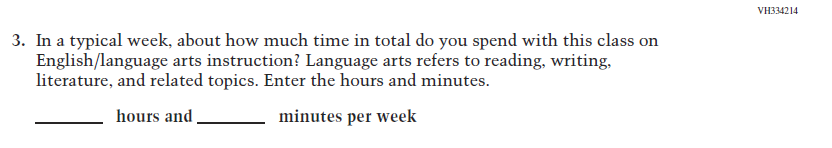 VH334214
3. In a typical week, about how much time in total do you spend with this class on
English/language arts instruction? Language arts refers to reading, writing,
literature, and related topics. Enter the hours and minutes.
________ hours and ________ minutes per week